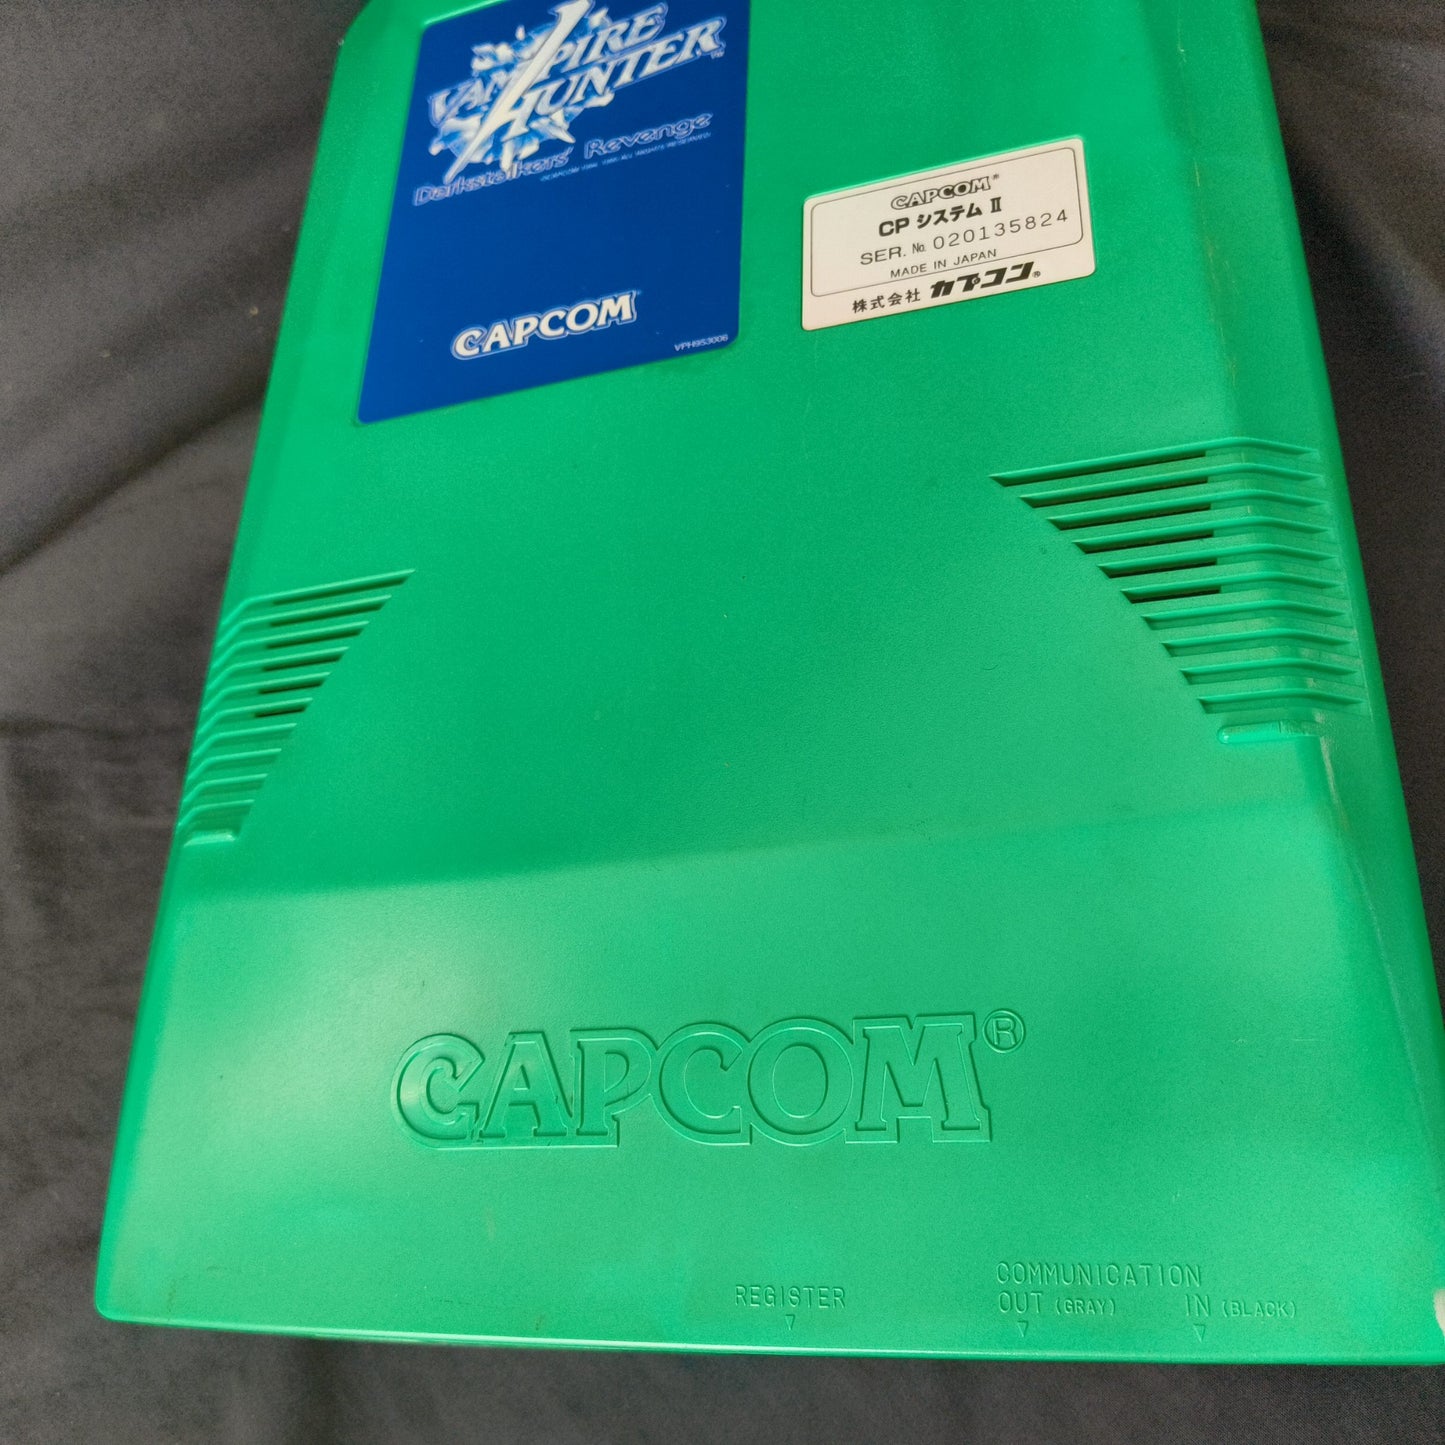 VAMPIRE
HUNTER™
Darkstalkers' Revenge
CAPCOM
VPH953006
CAPCOM®
CP システム II
SER. № 020135824
MADE IN JAPAN
株式会社 カプコン®
CAPCOM®
REGISTER
COMMUNICATION
OUT (GRAY) IN (BLACK)